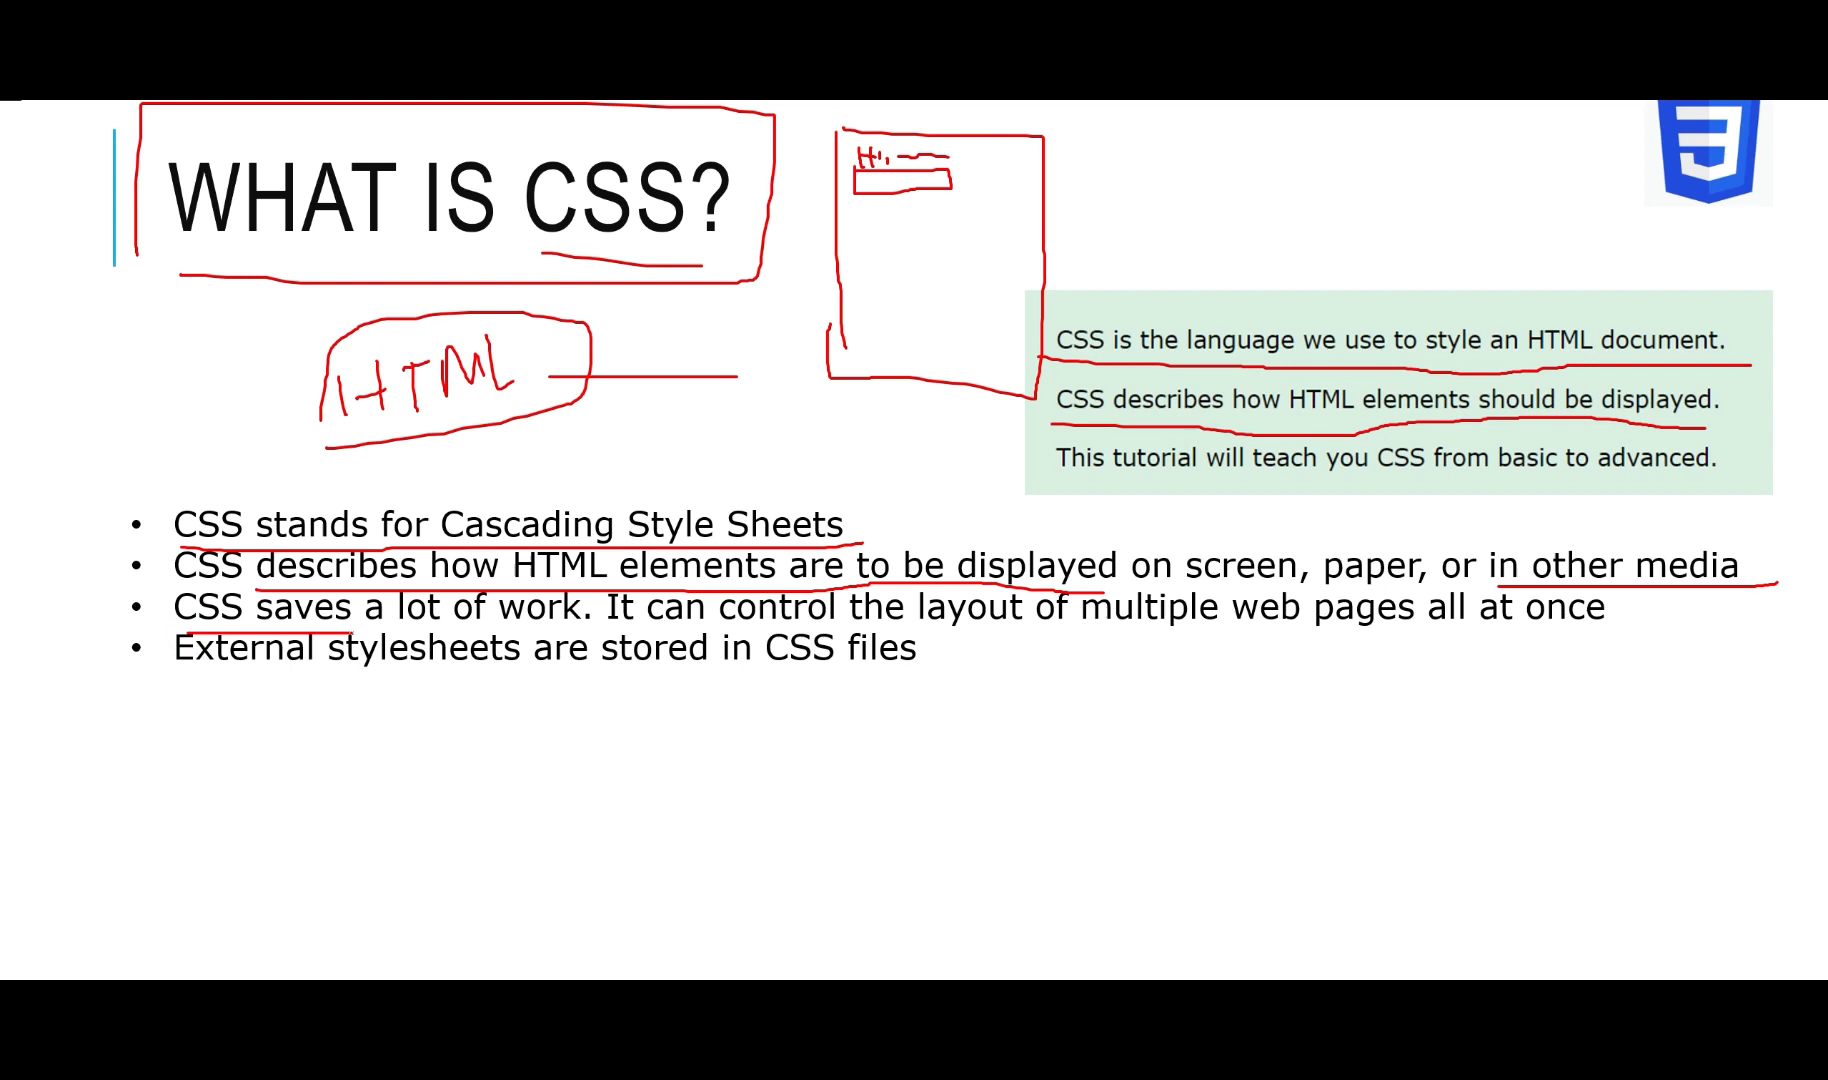 WHAT IS CSS?
Hi,
HTML
CSS is the language we use to style an HTML document.
CSS describes how HTML elements should be displayed.
This tutorial will teach you CSS from basic to advanced.
• CSS stands for Cascading Style Sheets
• CSS describes how HTML elements are to be displayed on screen, paper, or in other media
• CSS saves a lot of work. It can control the layout of multiple web pages all at once
• External stylesheets are stored in CSS files